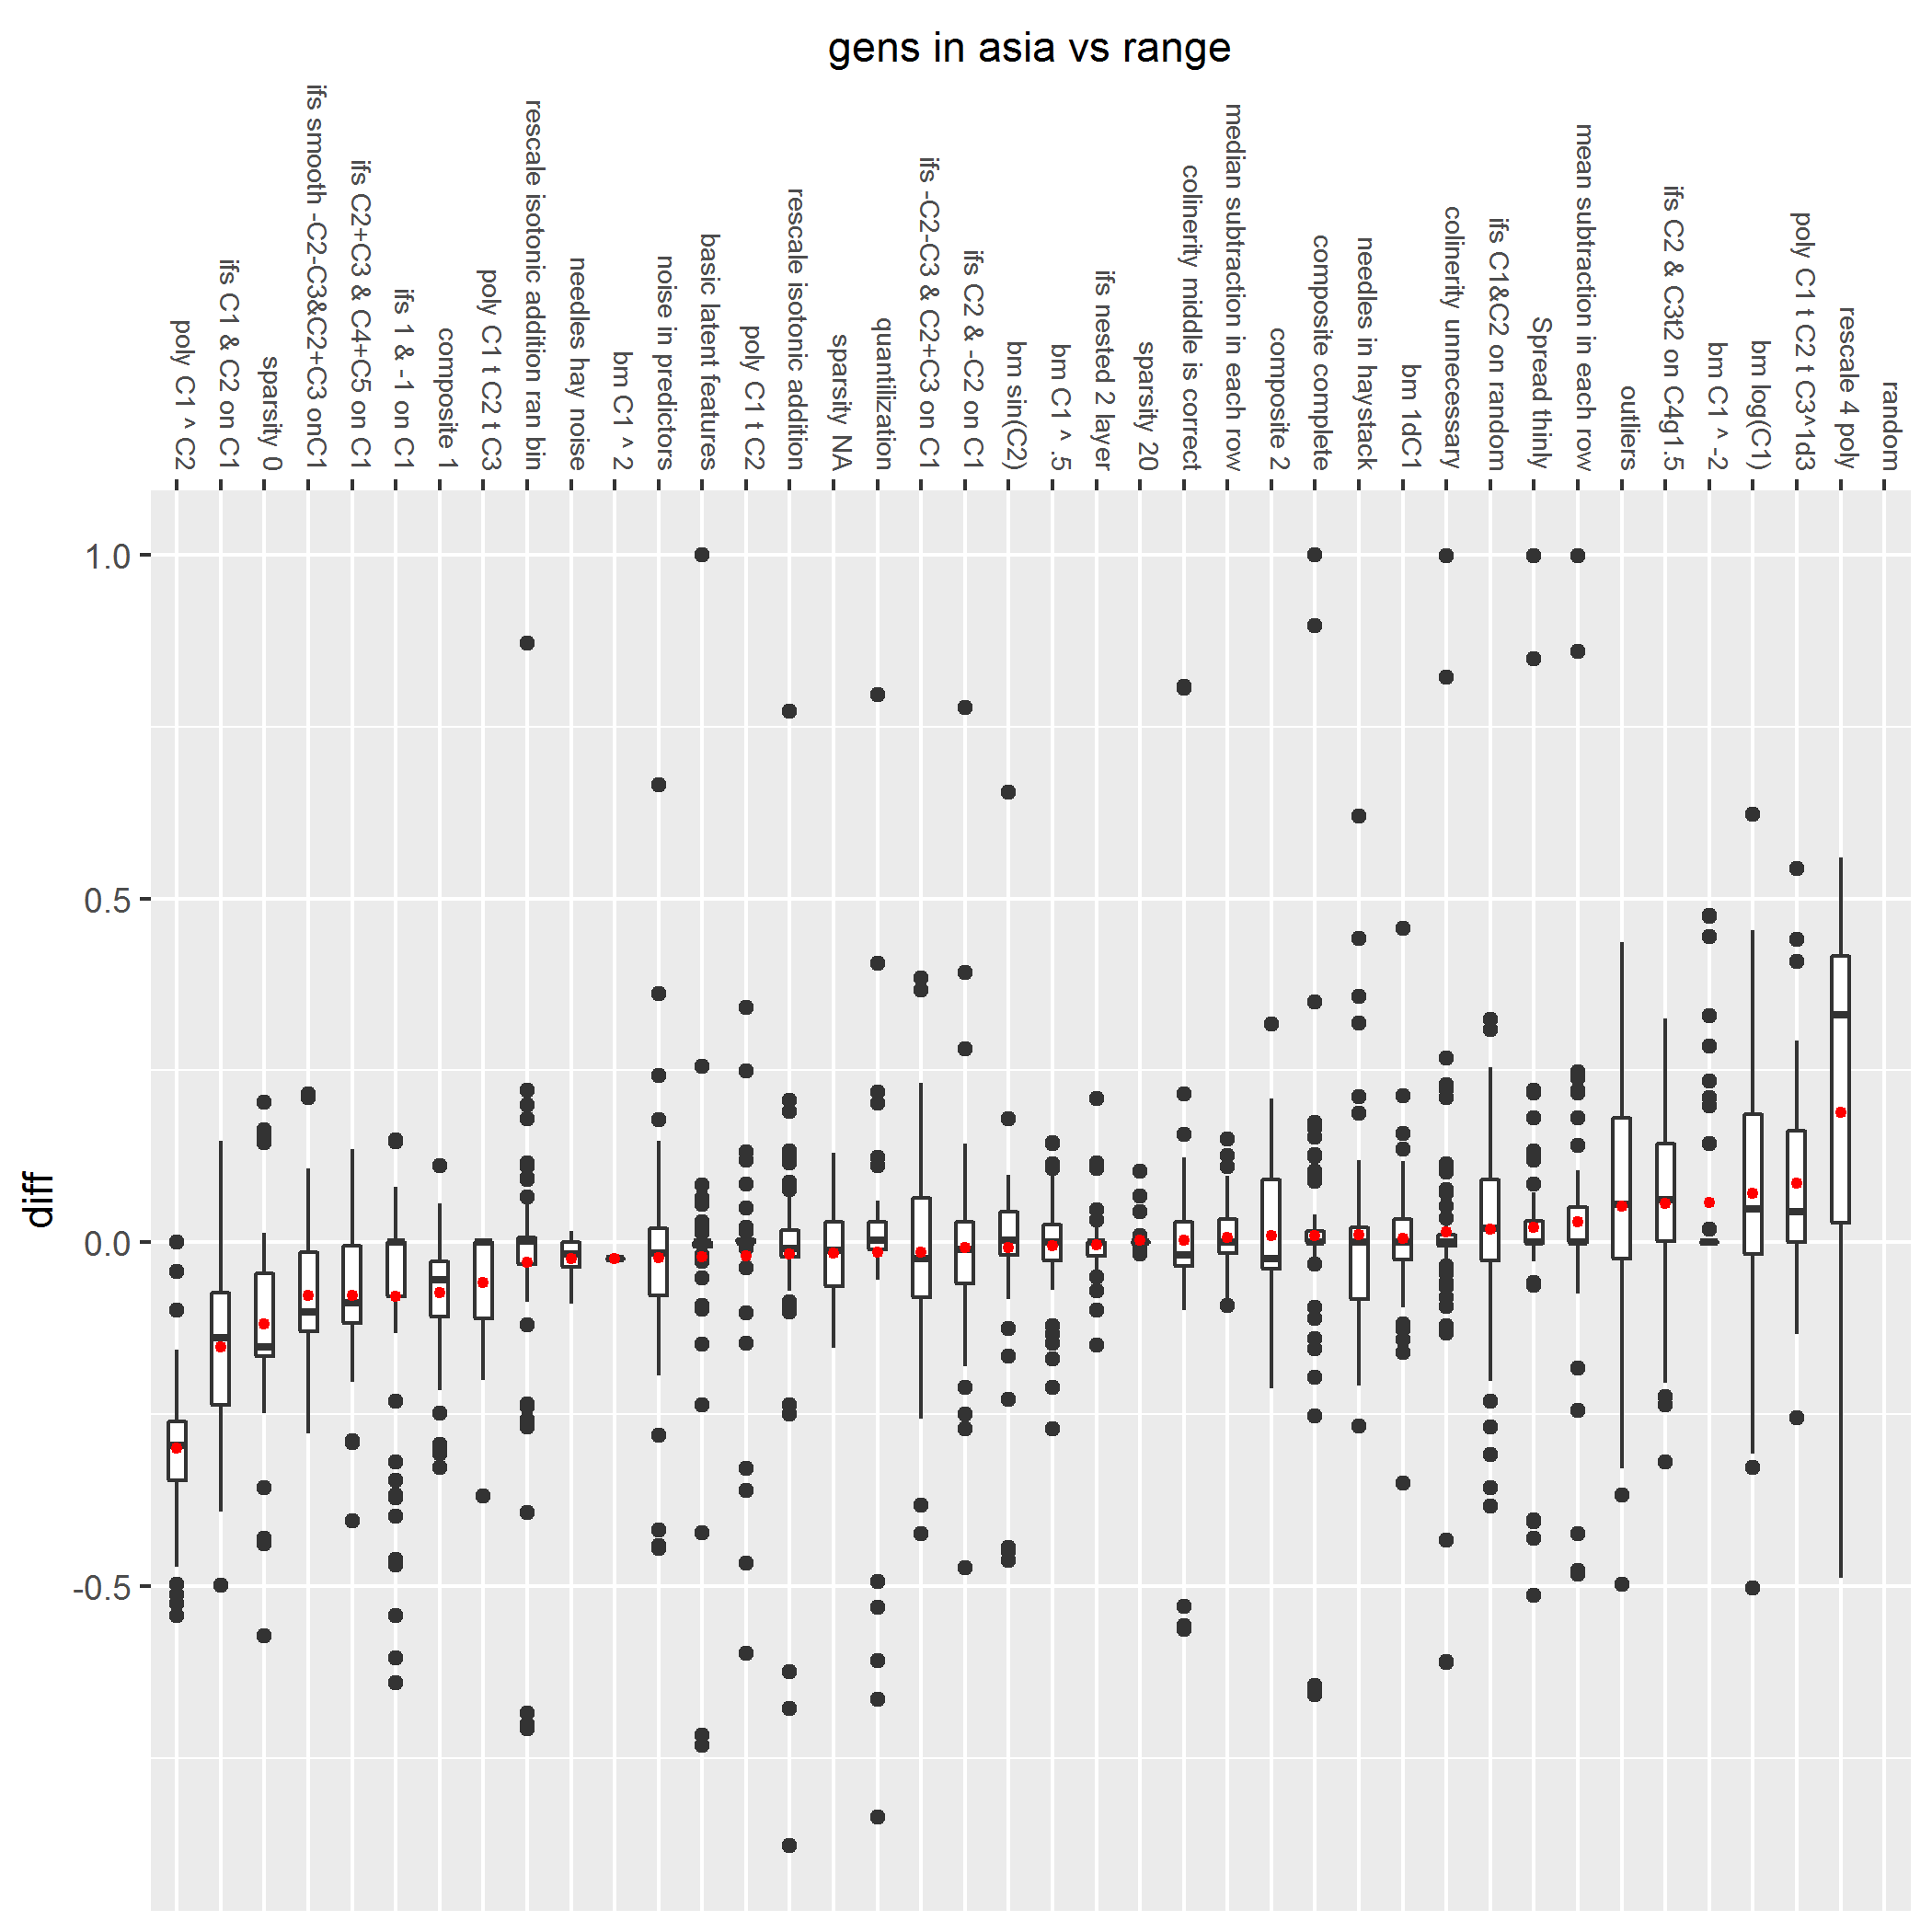 gens in asia vs range
poly C1 ^ C2
ifs C1 & C2 on C1
sparsity 0
ifs smooth -C2-C3&C2+C3 onC1
ifs C2+C3 & C4+C5 on C1
ifs 1 & -1 on C1
composite 1
poly C1 t C2 t C3
rescale isotonic addition ran bin
needles hay noise
bm C1 ^ 2
noise in predictors
basic latent features
poly C1 t C2
rescale isotonic addition
sparsity NA
quantilization
ifs -C2-C3 & C2+C3 on C1
ifs C2 & -C2 on C1
bm sin(C2)
bm C1 ^ .5
ifs nested 2 layer
sparsity 20
colinerity middle is correct
median subtraction in each row
composite 2
composite complete
needles in haystack
bm 1dC1
colinerity unnecessary
ifs C1&C2 on random
Spread thinly
mean subtraction in each row
outliers
ifs C2 & C3t2 on C4g1.5
bm C1 ^ -2
bm log(C1)
poly C1 t C2 t C3^1d3
rescale 4 poly
random
1.0
0.5
0.0
-0.5
diff